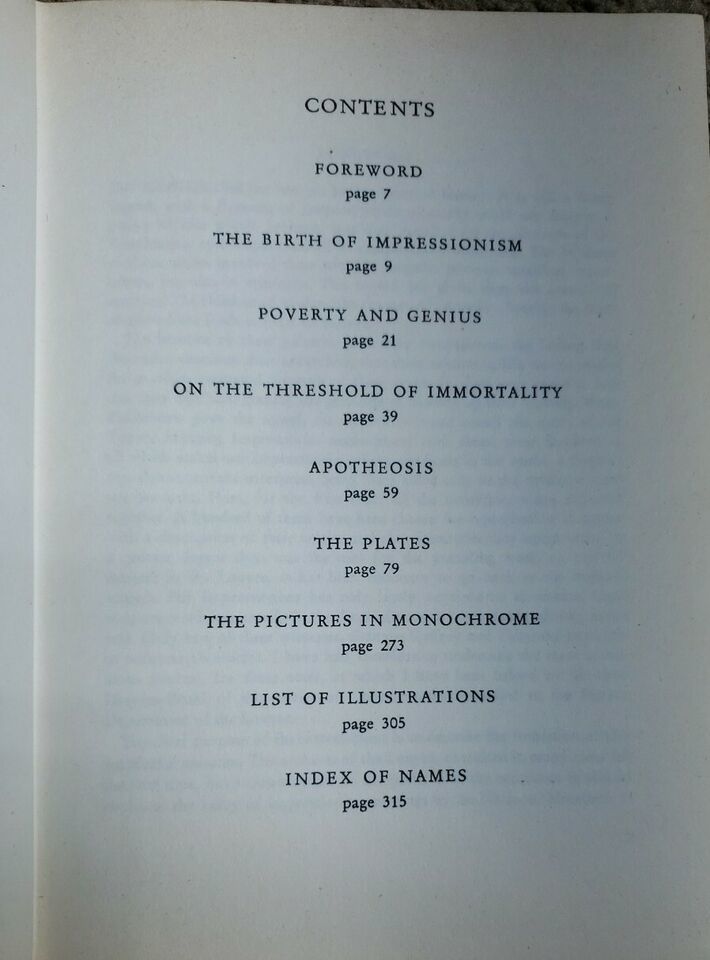 CONTENTS
FOREWORD
page 7
THE BIRTH OF IMPRESSIONISM
page 9
POVERTY AND GENIUS
page 21
ON THE THRESHOLD OF IMMORTALITY
page 39
APOTHEOSIS
page 59
THE PLATES
page 79
THE PICTURES IN MONOCHROME
page 273
LIST OF ILLUSTRATIONS
page 305
INDEX OF NAMES
page 315